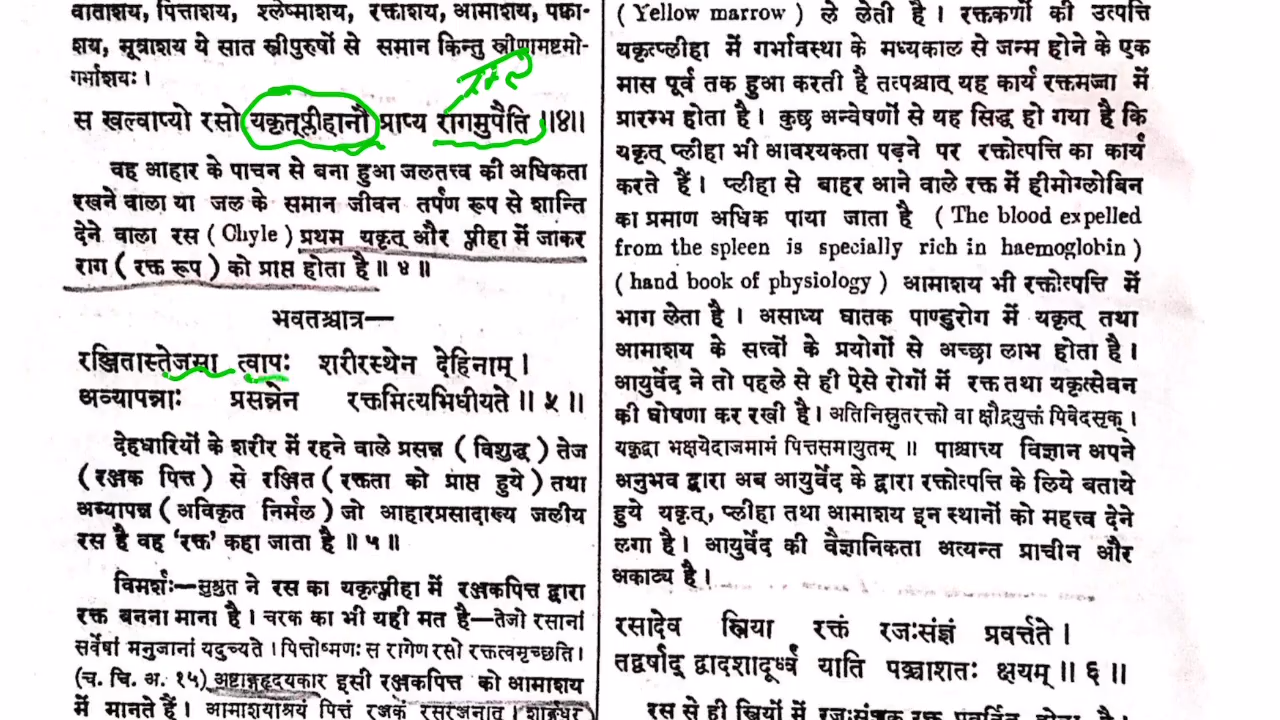 वाताशय, पित्ताशय, श्लेष्माशय, रक्ताशय, आमाशय, पक्वा-
शय, मूत्राशय ये सात स्त्रीपुरुषों से समान किन्तु स्त्रीणामष्टमो-
गर्भाशयः ।
स खल्वाप्यो रसो यकृत्प्लीहानौ प्राप्य रागमुपैति ॥४॥
वह आहार के पाचन से बना हुआ जलतत्त्व की अधिकता
रखने वाला या जल के समान जीवन तर्पण रूप से शान्ति
देने वाला रस ( Chyle ) प्रथम यकृत् और प्लीहा में जाकर
राग ( रक्त रूप ) को प्राप्त होता है ॥ ४ ॥
भवतश्चात्र—
रञ्जितास्तेजसा त्वापः शरीरस्थेन देहिनाम् ।
अव्यापन्नाः प्रसन्नेन रक्तमित्यभिधीयते ॥ ५ ॥
देहधारियों के शरीर में रहने वाले प्रसन्न ( विशुद्ध ) तेज
( रञ्जक पित्त ) से रञ्जित ( रक्तता को प्राप्त हुये ) तथा
अव्यापन्न ( अविकृत निर्मल ) जो आहारप्रसादाख्य जलीय
रस है वह 'रक्त' कहा जाता है ॥ ५ ॥
विमर्शः—सुश्रुत ने रस का यकृत्प्लीहा में रञ्जकपित्त द्वारा
रक्त बनना माना है । चरक का भी यही मत है—तेजो रसानां
सर्वेषां मनुजानां यदुच्यते । पित्तोष्मणः स रागेण रसो रक्तत्वमृच्छति ।
(च. चि. अ. १५) अष्टाङ्गहृदयकार इसी रञ्जकपित्त को आमाशय
में मानते हैं । आमाशयाश्रयं पित्तं रञ्जकं रसरञ्जनात् । शार्ङ्गधर
( Yellow marrow ) ले लेती है । रक्तकणों की उत्पत्ति
यकृत्प्लीहा में गर्भावस्था के मध्यकाल से जन्म होने के एक
मास पूर्व तक हुआ करती है तत्पश्चात् यह कार्य रक्तमज्जा में
प्रारम्भ होता है । कुछ अन्वेषणों से यह सिद्ध हो गया है कि
यकृत् प्लीहा भी आवश्यकता पड़ने पर रक्तोत्पत्ति का कार्य
करते हैं । प्लीहा से बाहर आने वाले रक्त में हीमोग्लोबिन
का प्रमाण अधिक पाया जाता है ( The blood expelled
from the spleen is specially rich in haemoglobin )
( hand book of physiology ) आमाशय भी रक्तोत्पत्ति में
भाग लेता है । असाध्य घातक पाण्डुरोग में यकृत् तथा
आमाशय के सत्त्वों के प्रयोगों से अच्छा लाभ होता है ।
आयुर्वेद ने तो पहले से ही ऐसे रोगों में रक्त तथा यकृत्सेवन
की घोषणा कर रखी है । अतिनिस्रुतरक्तो वा क्षौद्रयुक्तं पिबेदसृक् ।
यकृद्वा भक्षयेदाजमामं पित्तसमायुतम् ॥ पाश्चाध्य विज्ञान अपने
अनुभव द्वारा अब आयुर्वेद के द्वारा रक्तोत्पत्ति के लिये बताये
हुये यकृत्, प्लीहा तथा आमाशय इन स्थानों को महत्त्व देने
लगा है । आयुर्वेद की वैज्ञानिकता अत्यन्त प्राचीन और
अकाट्य है ।
रसादेव स्त्रिया रक्तं रजःसंज्ञं प्रवर्त्तते ।
तद्वर्षाद् द्वादशादूर्ध्वं याति पञ्चाशतः क्षयम् ॥ ६ ॥
रस से ही स्त्रियों में रजःसंज्ञक रक्त प्रवर्तित होता है ।